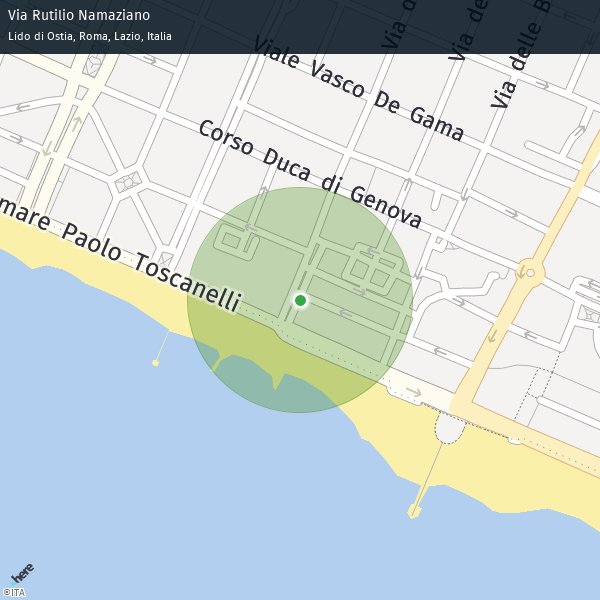 Via Rutilio Namaziano
Lido di Ostia, Roma, Lazio, Italia
Via d
Via de
Via delle B
Viale Vasco De Gama
Corso Duca di Genova
mare Paolo Toscanelli
here
©ITA